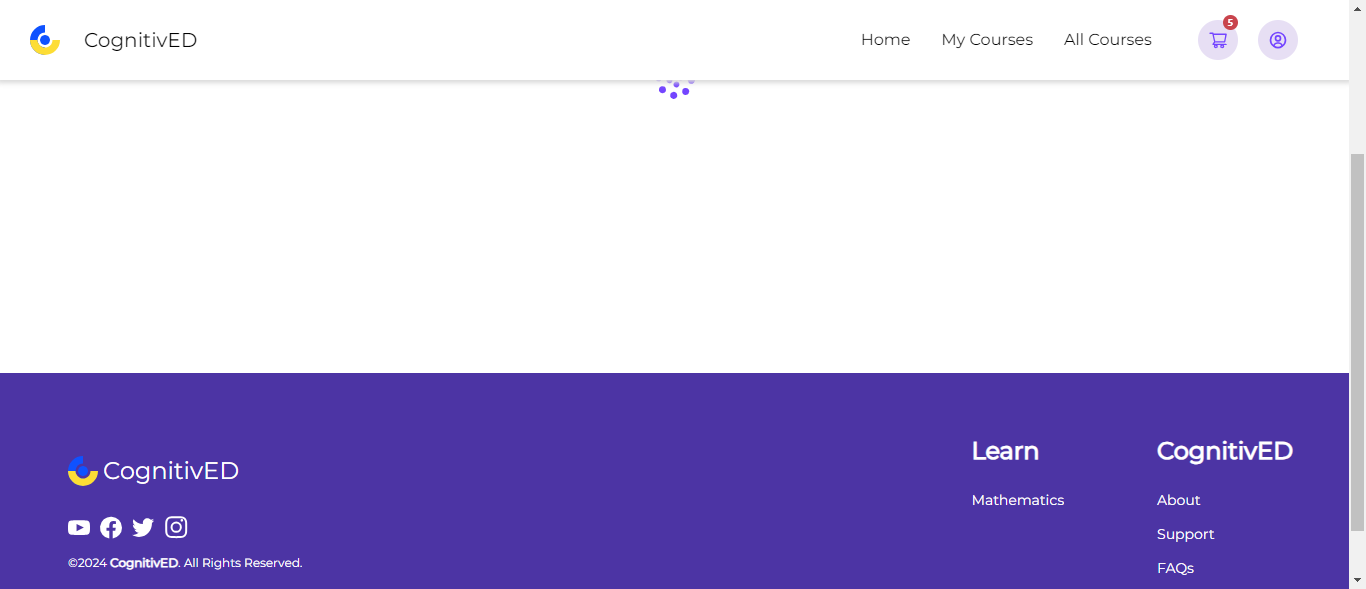 CognitivED
Home
My Courses
All Courses
5
CognitivED
©2024 CognitivED. All Rights Reserved.
Learn
Mathematics
CognitivED
About
Support
FAQs